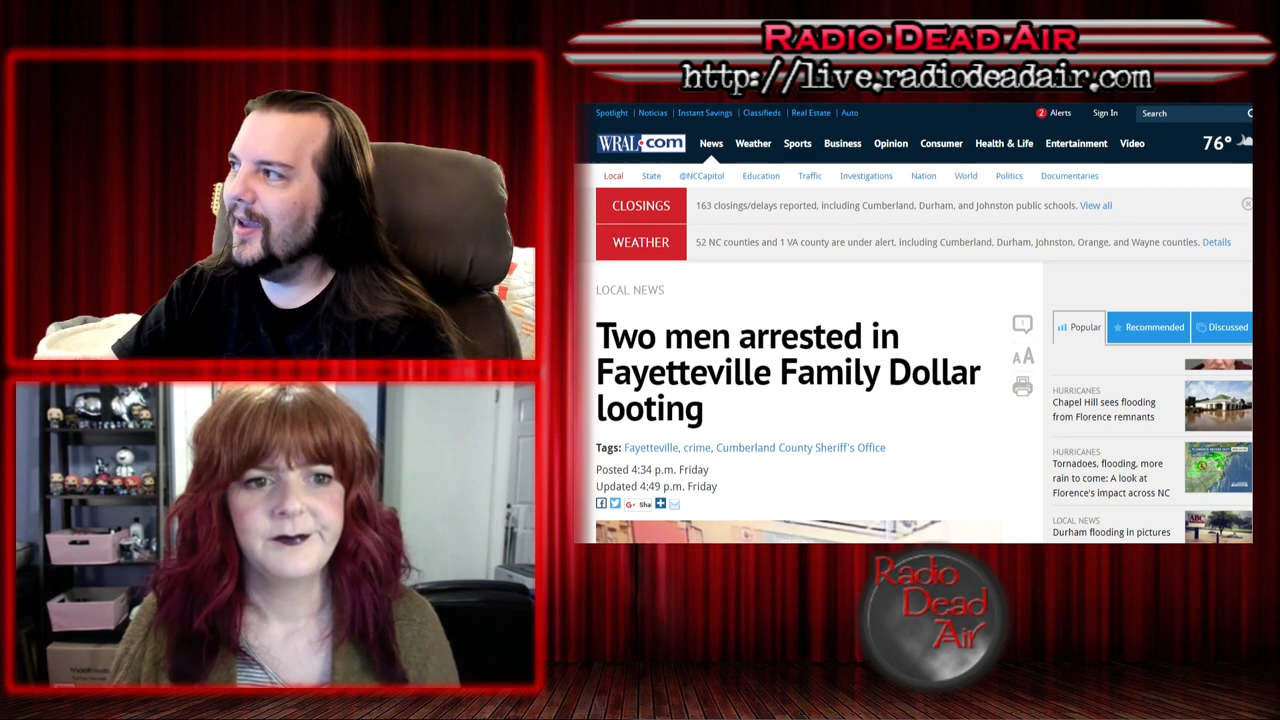 Radio Dead Air
http://live.radiodeadair.com
Spotlight | Noticias | Instant Savings | Classifieds | Real Estate | Auto
2 Alerts Sign In Search
WRAL.com News Weather Sports Business Opinion Consumer Health & Life Entertainment Video 76°
Local State @NCCapitol Education Traffic Investigations Nation World Politics Documentaries
CLOSINGS 163 closings/delays reported, including Cumberland, Durham, and Johnston public schools. View all
WEATHER 52 NC counties and 1 VA county are under alert, including Cumberland, Durham, Johnston, Orange, and Wayne counties. Details
LOCAL NEWS
Two men arrested in
Fayetteville Family Dollar
looting
Tags: Fayetteville, crime, Cumberland County Sheriff's Office
Posted 4:34 p.m. Friday
Updated 4:49 p.m. Friday
G+ Sha
AA
Popular Recommended Discussed
HURRICANES
Chapel Hill sees flooding
from Florence remnants
HURRICANES
Tornadoes, flooding, more
rain to come: A look at
Florence's impact across NC
LOCAL NEWS
Durham flooding in pictures
Radio
Dead
Air